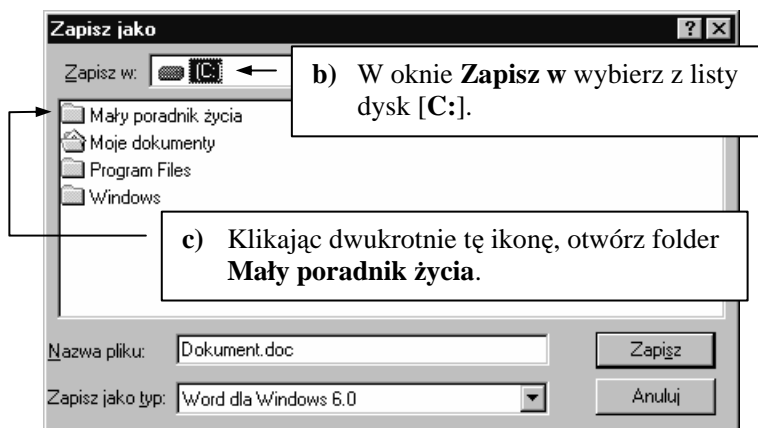 Zapisz jako
Zapisz w: [C:]
b) W oknie Zapisz w wybierz z listy
dysk [C:].
Mały poradnik życia
Moje dokumenty
Program Files
Windows
c) Klikając dwukrotnie tę ikonę, otwórz folder
Mały poradnik życia.
Nazwa pliku: Dokument.doc Zapisz
Zapisz jako typ: Word dla Windows 6.0 Anuluj